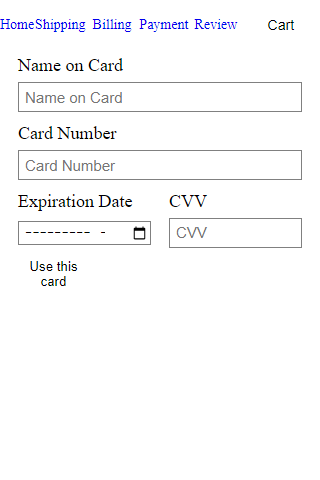 HomeShipping Billing Payment Review Cart
Name on Card
Name on Card
Card Number
Card Number
Expiration Date CVV
--------- - CVV
Use this
card